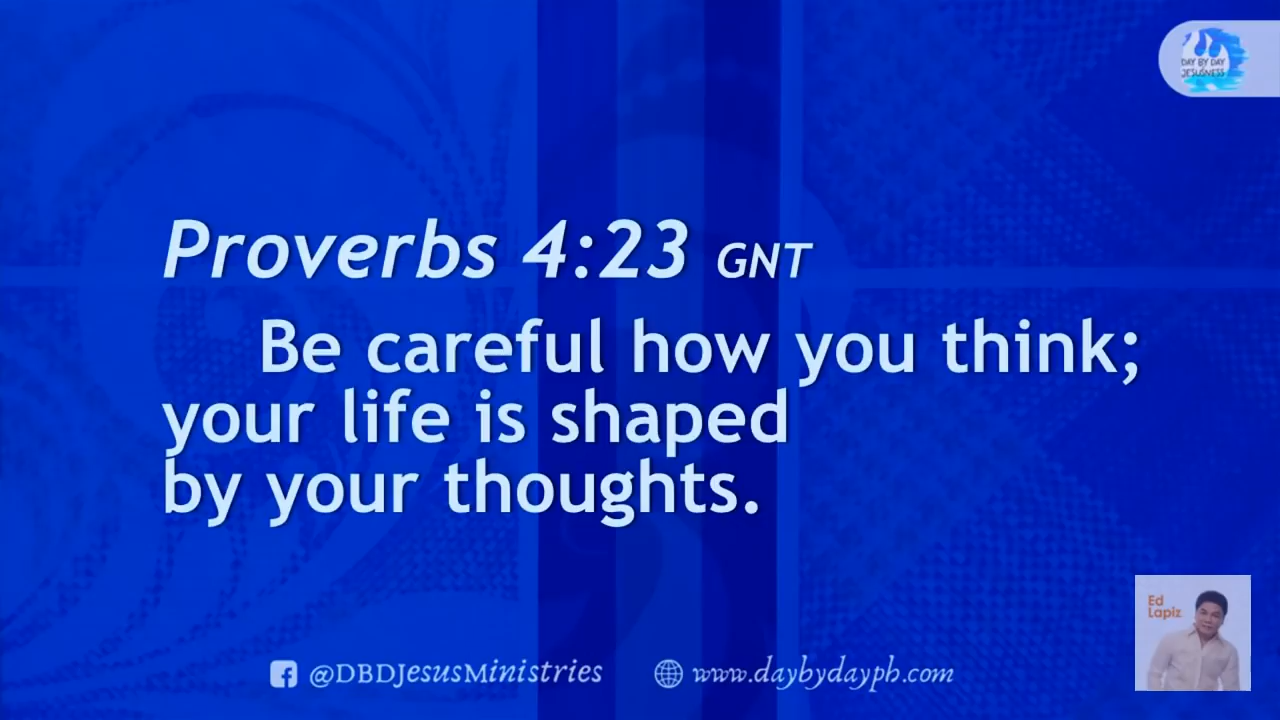 DAY BY DAY
JESUSNESS
Proverbs 4:23 GNT
Be careful how you think;
your life is shaped
by your thoughts.
Ed
Lapiz
@DBDJesusMinistries
www.daybydayph.com